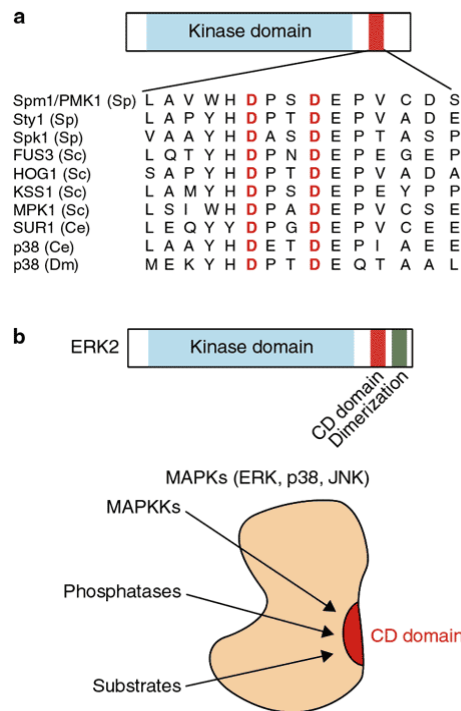 a
Kinase domain
Spm1/PMK1 (Sp) L A V W H D P S D E P V C D S
Sty1 (Sp) L A P Y H D P T D E P V A D E
Spk1 (Sp) V A A Y H D A S D E P T A S P
FUS3 (Sc) L Q T Y H D P N D E P E G E P
HOG1 (Sc) S A P Y H D P T D E P V A D A
KSS1 (Sc) L A M Y H D P S D E P E Y P P
MPK1 (Sc) L S I W H D P A D E P V C S E
SUR1 (Ce) L E Q Y Y D P G D E P V C E E
p38 (Ce) L A A Y H D E T D E P I A E E
p38 (Dm) M E K Y H D P T D E Q T A A L
b
ERK2 Kinase domain
CD domain
Dimerization
MAPKs (ERK, p38, JNK)
MAPKKs
Phosphatases
CD domain
Substrates